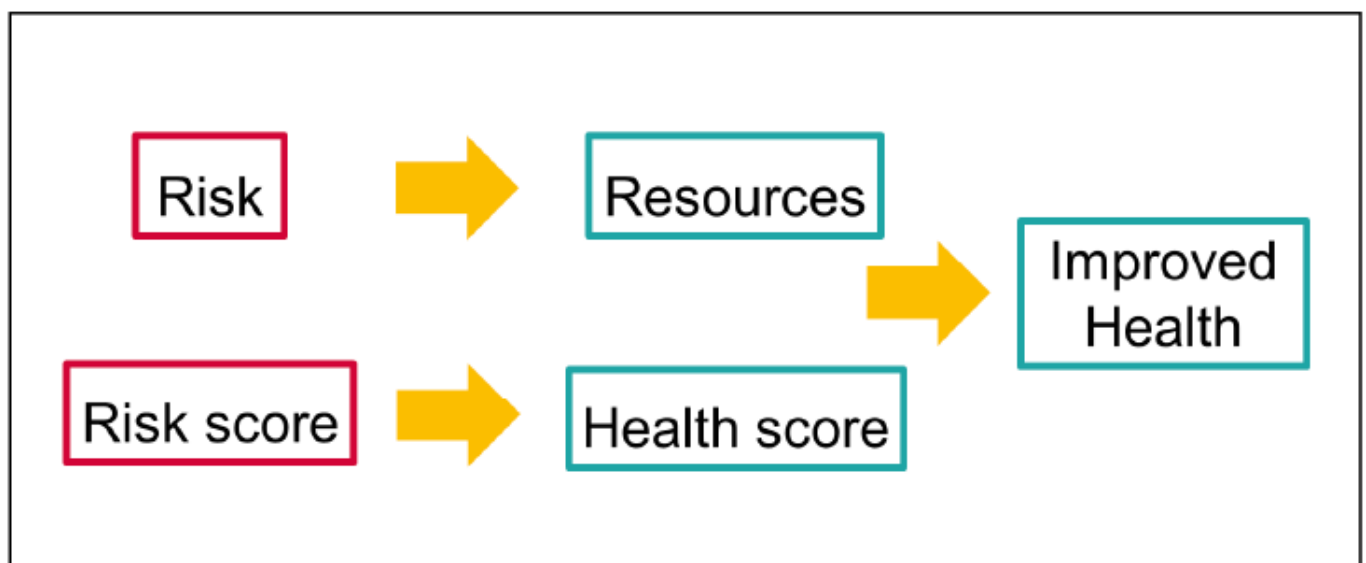 Risk
Resources
Improved
Health
Risk score
Health score